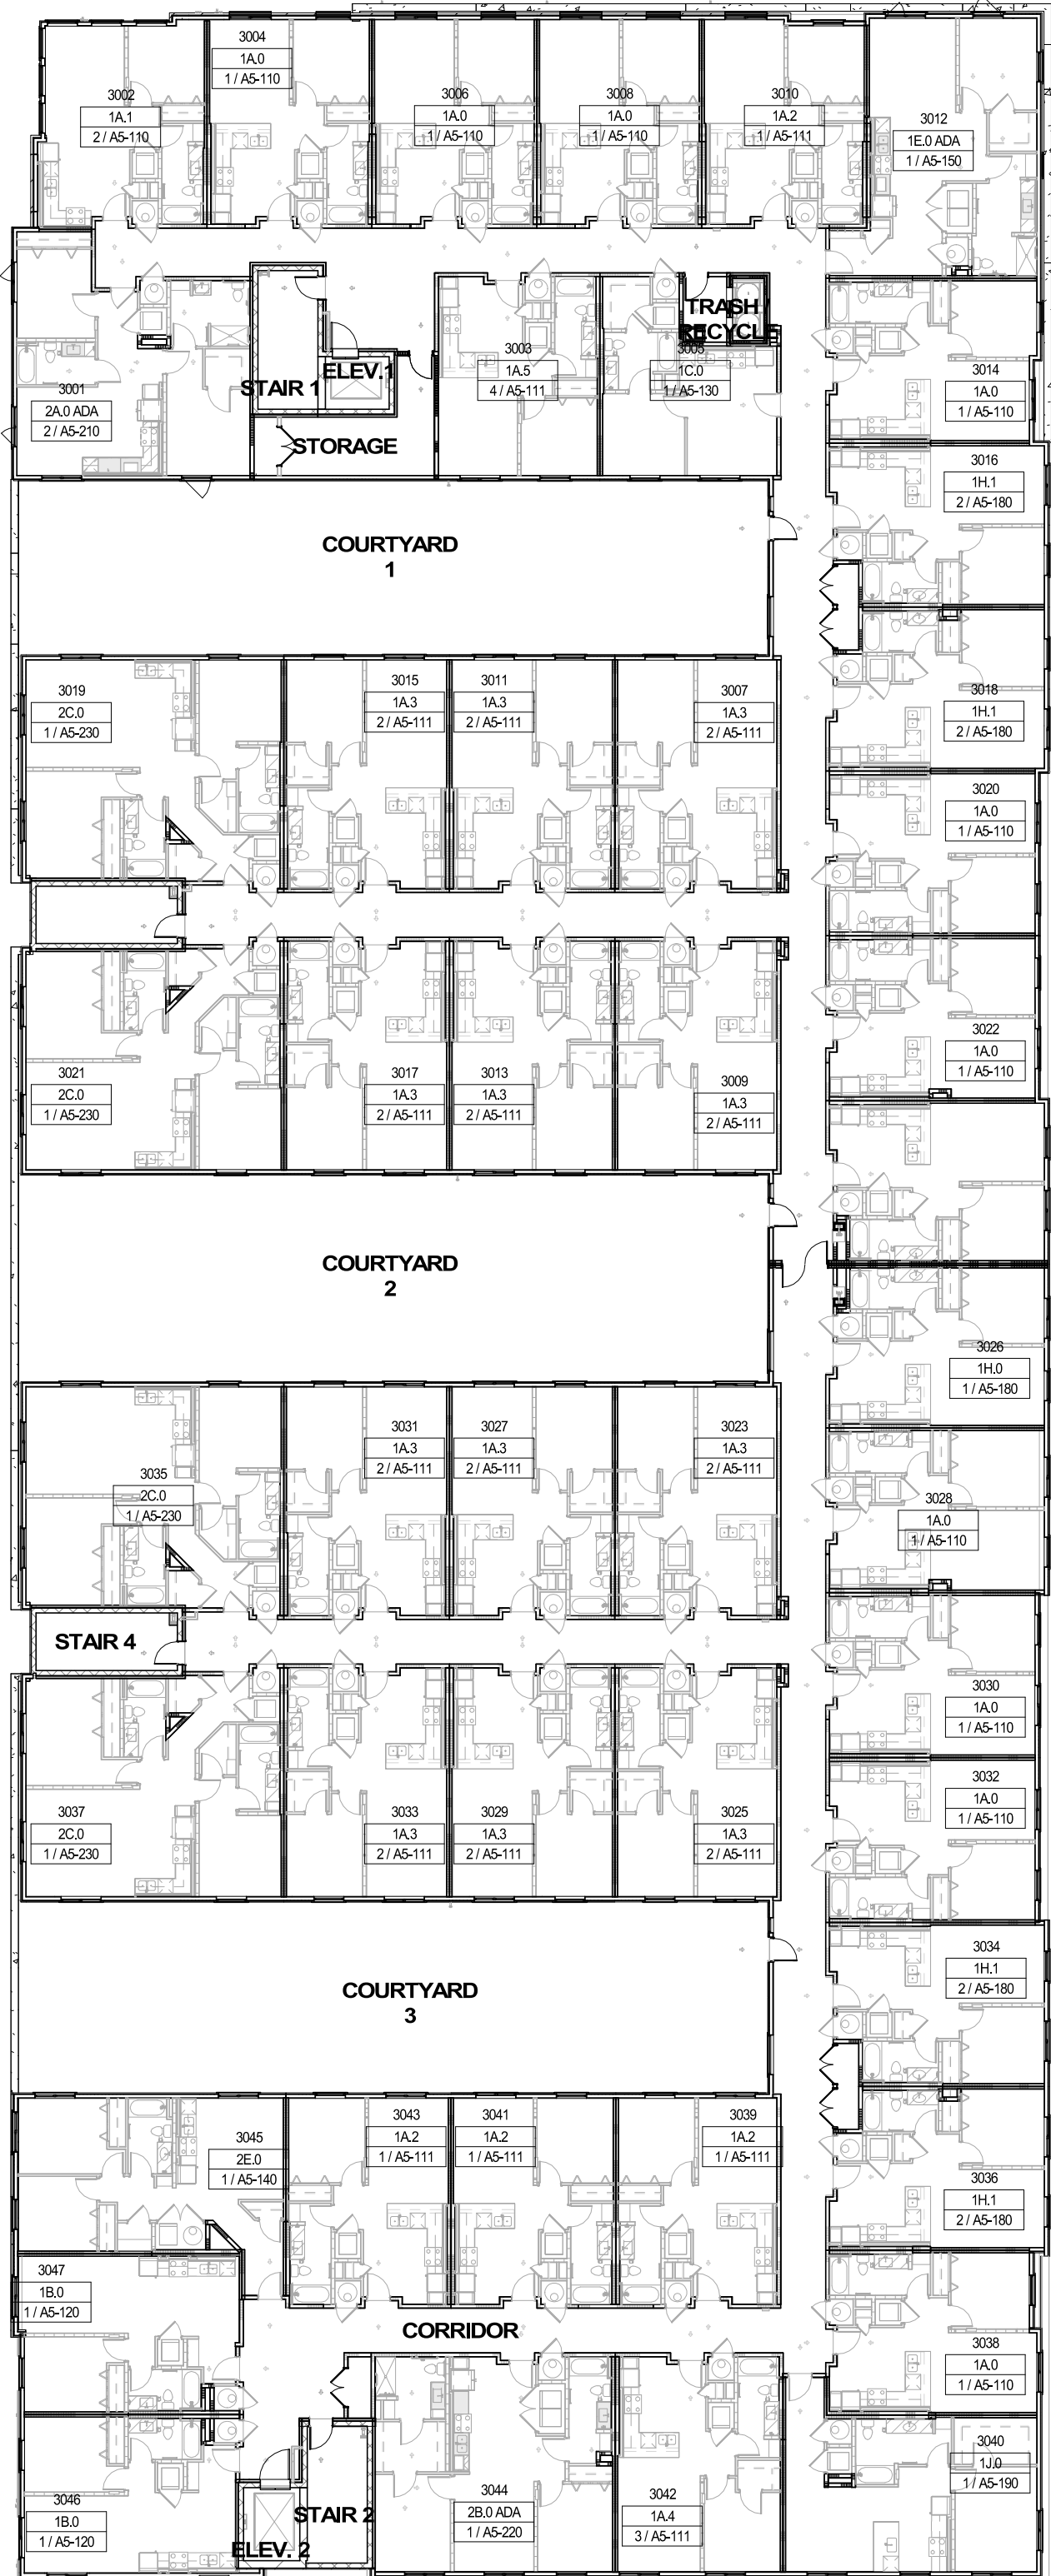 3004
1A.0
1 / A5-110
3002
1A.1
2 / A5-110
3006
1A.0
1 / A5-110
3008
1A.0
1 / A5-110
3010
1A.2
1 / A5-111
3012
1E.0 ADA
1 / A5-150
3001
2A.0 ADA
2 / A5-210
STAIR 1
ELEV.1
STORAGE
3003
1A.5
4 / A5-111
TRASH /
RECYCLE
3005
1C.0
1 / A5-130
3014
1A.0
1 / A5-110
3016
1H.1
2 / A5-180
COURTYARD
1
3019
2C.0
1 / A5-230
3015
1A.3
2 / A5-111
3011
1A.3
2 / A5-111
3007
1A.3
2 / A5-111
3018
1H.1
2 / A5-180
3020
1A.0
1 / A5-110
3021
2C.0
1 / A5-230
3017
1A.3
2 / A5-111
3013
1A.3
2 / A5-111
3009
1A.3
2 / A5-111
3022
1A.0
1 / A5-110
COURTYARD
2
3026
1H.0
1 / A5-180
3035
2C.0
1 / A5-230
3031
1A.3
2 / A5-111
3027
1A.3
2 / A5-111
3023
1A.3
2 / A5-111
3028
1A.0
1 / A5-110
STAIR 4
3030
1A.0
1 / A5-110
3037
2C.0
1 / A5-230
3033
1A.3
2 / A5-111
3029
1A.3
2 / A5-111
3025
1A.3
2 / A5-111
3032
1A.0
1 / A5-110
COURTYARD
3
3034
1H.1
2 / A5-180
3045
2E.0
1 / A5-140
3043
1A.2
1 / A5-111
3041
1A.2
1 / A5-111
3039
1A.2
1 / A5-111
3036
1H.1
2 / A5-180
3047
1B.0
1 / A5-120
CORRIDOR
3038
1A.0
1 / A5-110
3046
1B.0
1 / A5-120
ELEV. 2
STAIR 2
3044
2B.0 ADA
1 / A5-220
3042
1A.4
3 / A5-111
3040
1J.0
1 / A5-190